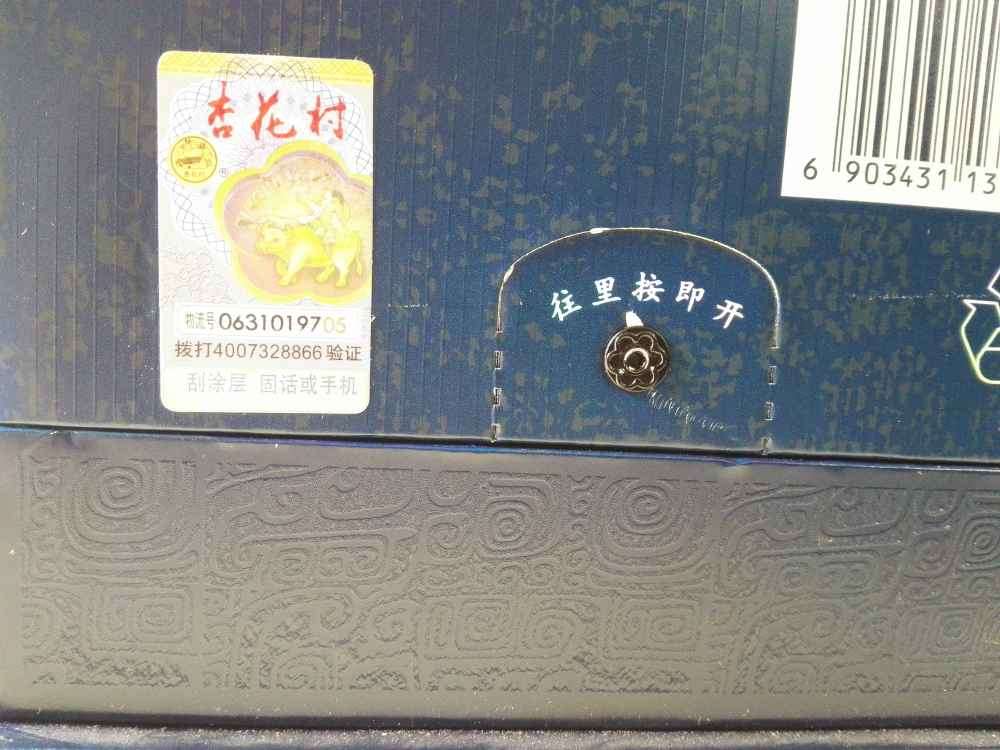 杏花村
物流号 0631019705
拨打4007328866 验证
刮涂层 固话或手机
往里按即开
6 903431 13